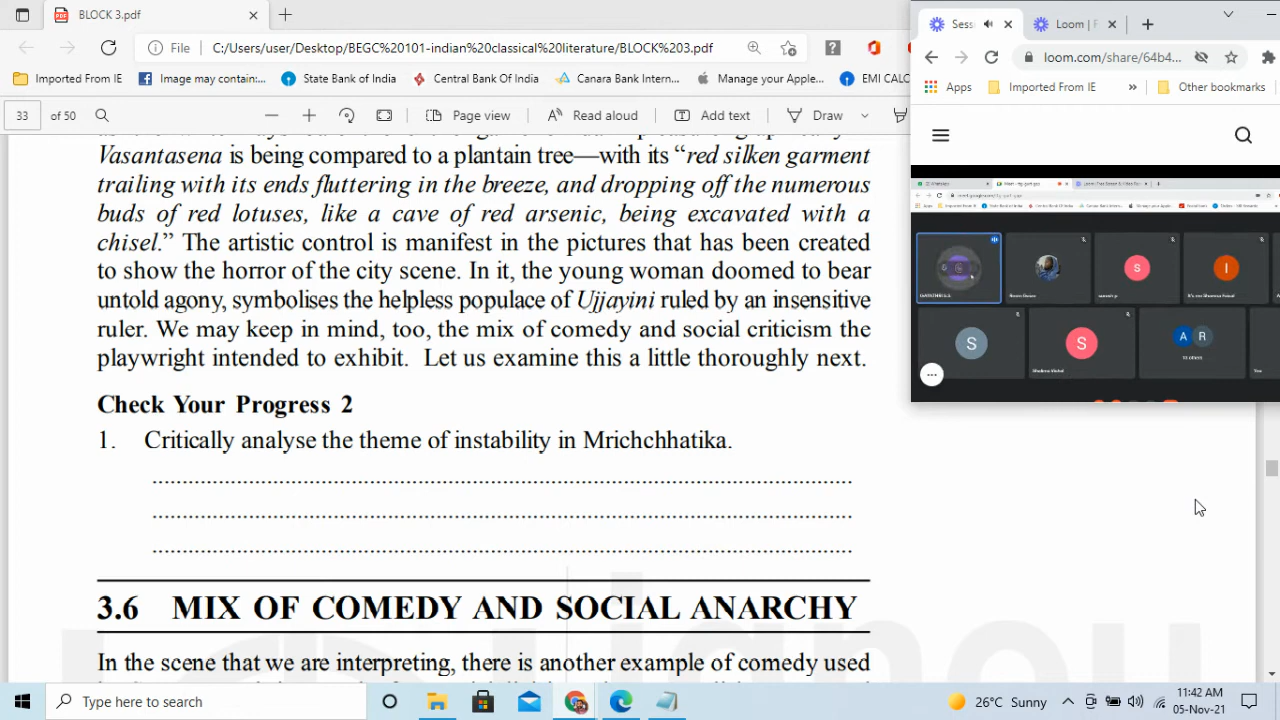 BLOCK 3.pdf
File C:/Users/user/Desktop/BEGC%20101-indian%20classical%20literature/BLOCK%203.pdf
Imported From IE Image may contain:... State Bank of India Central Bank Of India Canara Bank Intern... Manage your Apple... EMI CALC
33 of 50 Page view Read aloud Add text Draw
Vasantasena is being compared to a plantain tree—with its “red silken garment
trailing with its ends fluttering in the breeze, and dropping off the numerous
buds of red lotuses, like a cave of red arsenic, being excavated with a
chisel.” The artistic control is manifest in the pictures that has been created
to show the horror of the city scene. In it, the young woman doomed to bear
untold agony, symbolises the helpless populace of Ujjayini ruled by an insensitive
ruler. We may keep in mind, too, the mix of comedy and social criticism the
playwright intended to exhibit. Let us examine this a little thoroughly next.
Check Your Progress 2
1. Critically analyse the theme of instability in Mrichchhatika.
3.6 MIX OF COMEDY AND SOCIAL ANARCHY
In the scene that we are interpreting, there is another example of comedy used
Sess Loom | F
loom.com/share/64b4...
Apps Imported From IE » Other bookmarks
S I
S S A R
10 others
You
Type here to search
26°C Sunny
11:42 AM
05-Nov-21